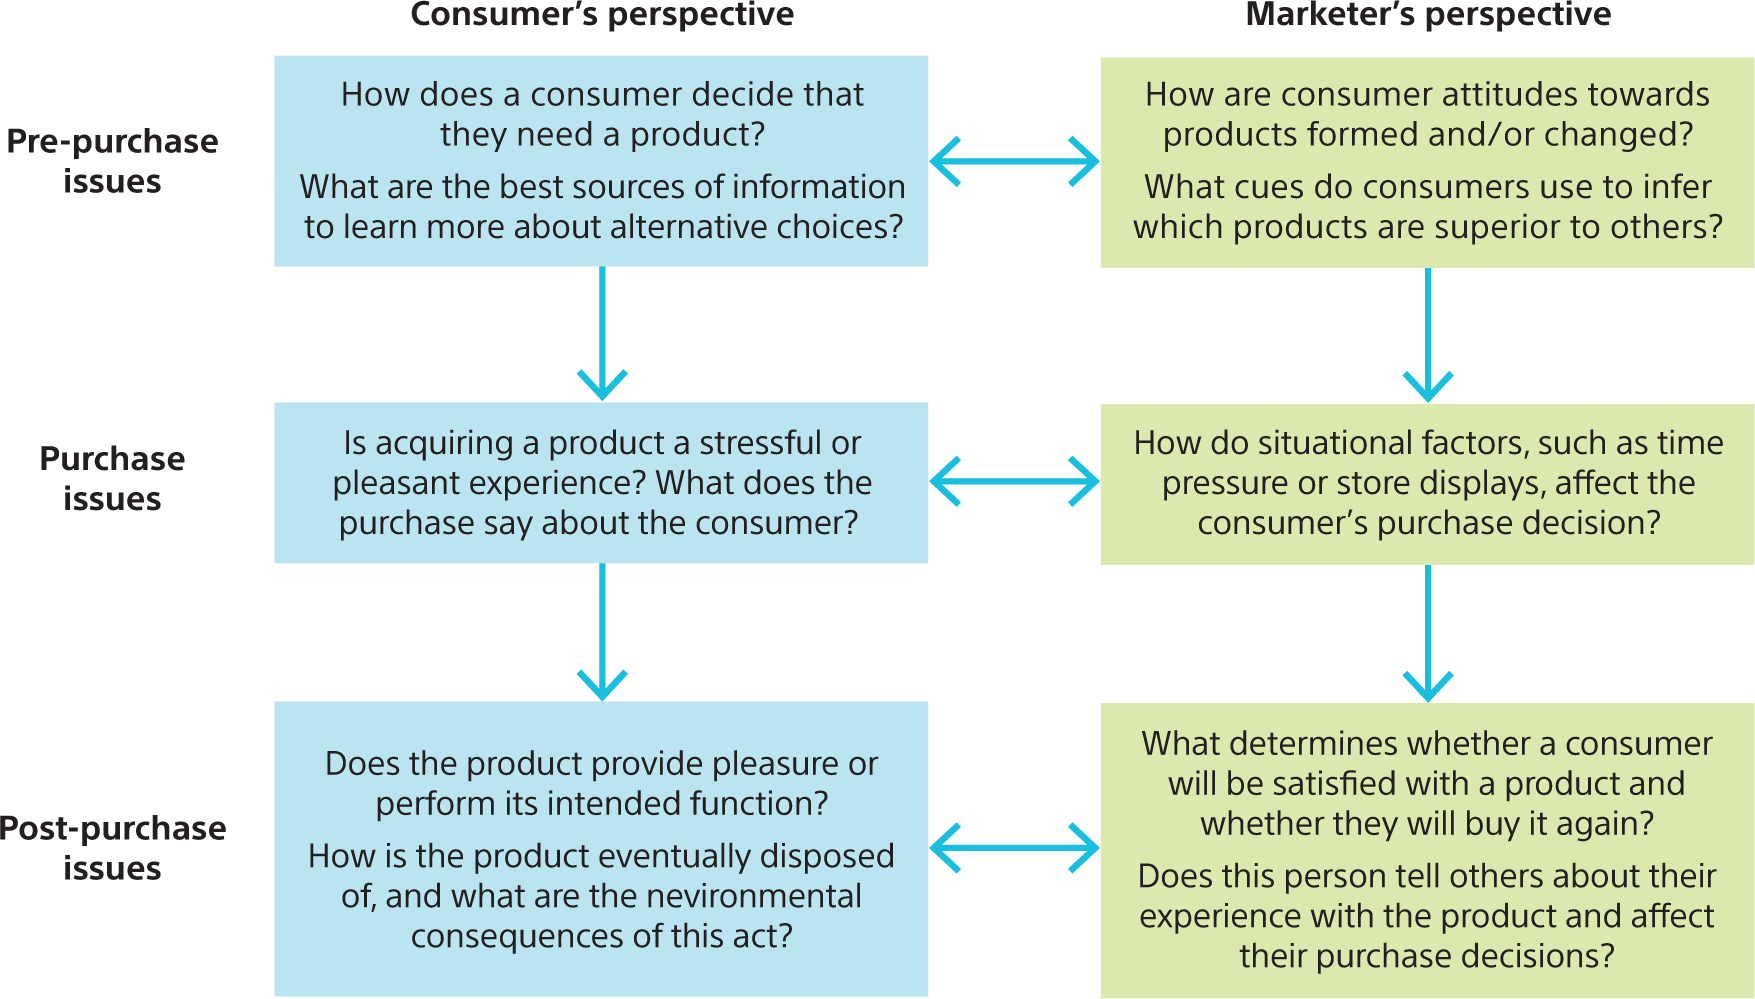 Consumer’s perspective
Marketer’s perspective
Pre-purchase
issues
How does a consumer decide that
they need a product?
What are the best sources of information
to learn more about alternative choices?
How are consumer attitudes towards
products formed and/or changed?
What cues do consumers use to infer
which products are superior to others?
Purchase
issues
Is acquiring a product a stressful or
pleasant experience? What does the
purchase say about the consumer?
How do situational factors, such as time
pressure or store displays, affect the
consumer’s purchase decision?
Post-purchase
issues
Does the product provide pleasure or
perform its intended function?
How is the product eventually disposed
of, and what are the nevironmental
consequences of this act?
What determines whether a consumer
will be satisfied with a product and
whether they will buy it again?
Does this person tell others about their
experience with the product and affect
their purchase decisions?